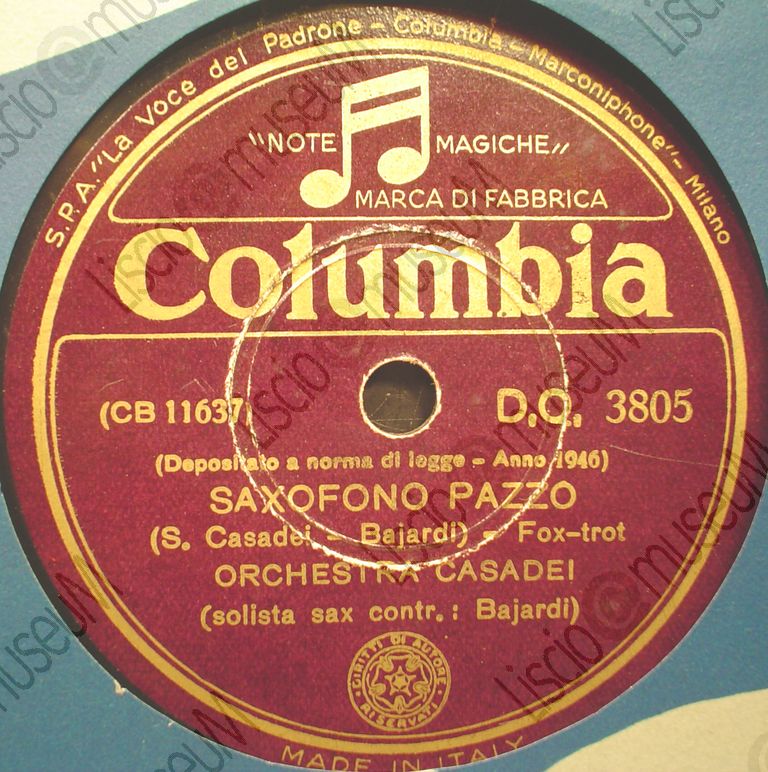 S.P.A. "La Voce del Padrone - Columbia - Marconiphone" - Milano
"NOTE MAGICHE"
MARCA DI FABBRICA
Columbia
(CB 11637) D.Q. 3805
(Depositato a norma di legge - Anno 1946)
SAXOFONO PAZZO
(S. Casadei - Bajardi) - Fox-trot
ORCHESTRA CASADEI
(solista sax contr.: Bajardi)
DIRITTI DI AUTORE
RISERVATI
MADE IN ITALY
Liscio@museuM